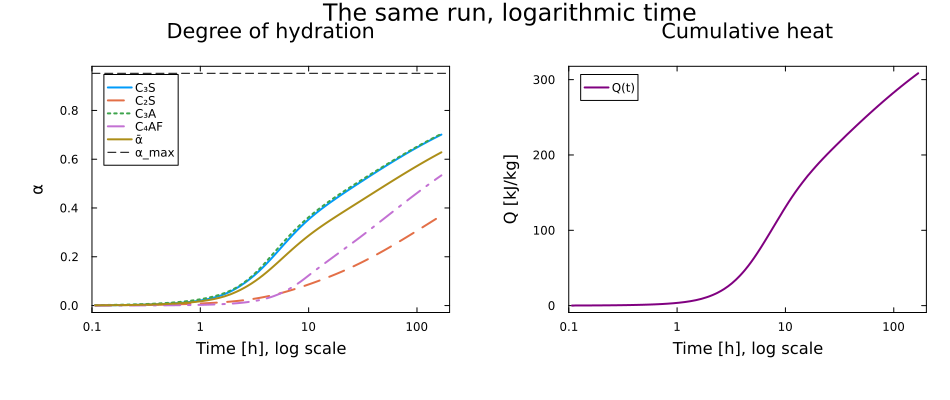 The same run, logarithmic time
Degree of hydration
α
0.8
0.6
0.4
0.2
0.0
C₃S
C₂S
C₃A
C₄AF
ᾱ
α_max
0.1
1
10
100
Time [h], log scale
Cumulative heat
Q [kJ/kg]
300
200
100
0
Q(t)
0.1
1
10
100
Time [h], log scale